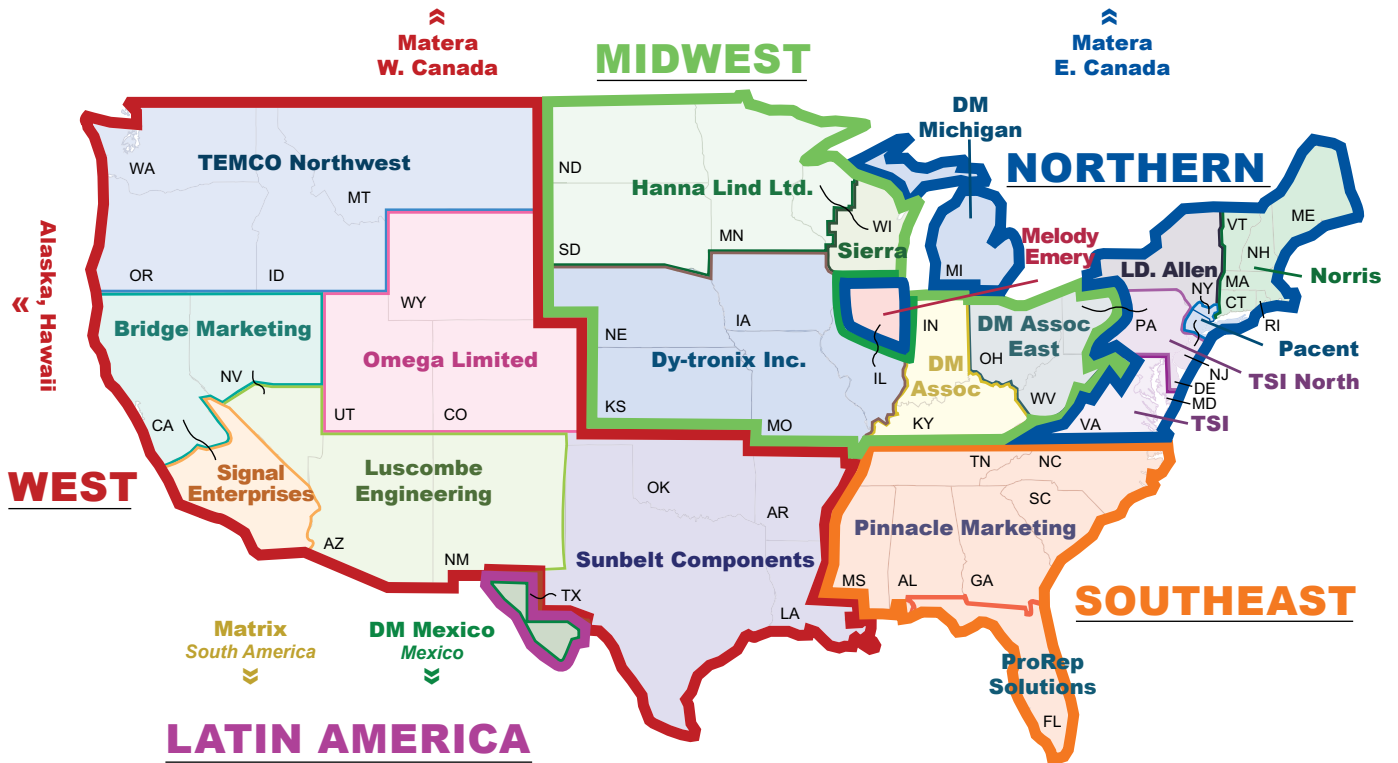 Matera
W. Canada
MIDWEST
Matera
E. Canada
DM
Michigan
NORTHERN
WA
TEMCO Northwest
MT
OR
ID
ND
Hanna Lind Ltd.
SD
MN
WI
Sierra
MI
Melody
Emery
VT
ME
NH
LD. Allen
NY
MA
CT
Norris
RI
Alaska, Hawaii
Bridge Marketing
NV
CA
WY
Omega Limited
UT
CO
NE
IA
Dy-tronix Inc.
KS
MO
IL
IN
DM
Assoc
KY
DM Assoc
East
OH
WV
PA
Pacent
NJ
TSI North
DE
MD
VA
TSI
WEST
Signal
Enterprises
Luscombe
Engineering
AZ
NM
OK
AR
Sunbelt Components
TX
LA
TN
NC
SC
Pinnacle Marketing
MS
AL
GA
SOUTHEAST
ProRep
Solutions
FL
Matrix
South America
DM Mexico
Mexico
LATIN AMERICA